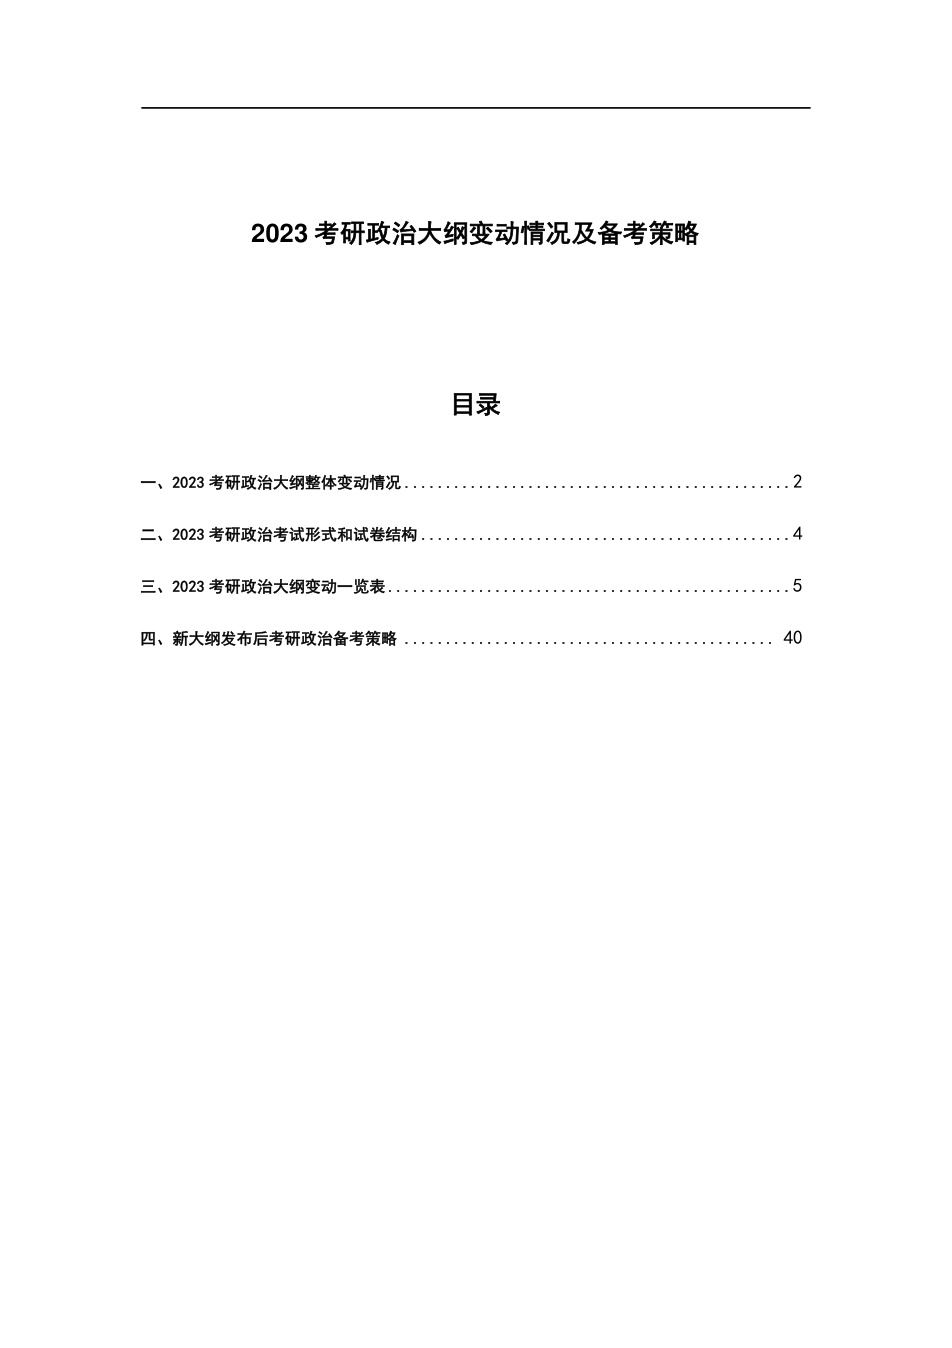 2023 考研政治大纲变动情况及备考策略
目录
一、2023 考研政治大纲整体变动情况...............................................2
二、2023 考研政治考试形式和试卷结构.............................................4
三、2023 考研政治大纲变动一览表.................................................5
四、新大纲发布后考研政治备考策略 ............................................. 40